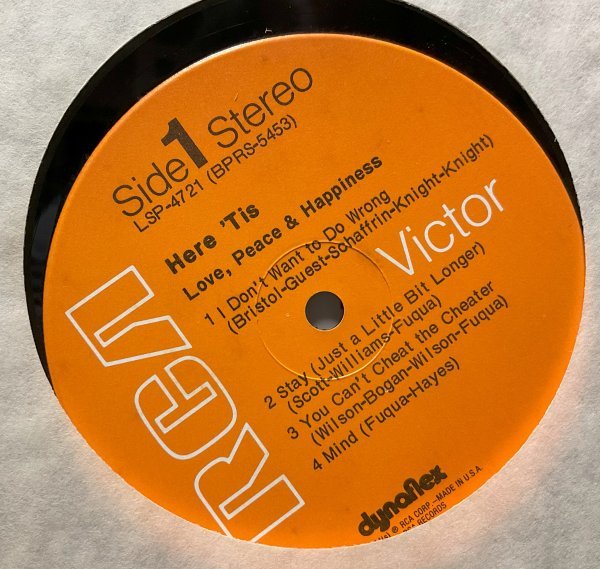 Side 1 Stereo
LSP-4721 (BPRS-5453)
Here 'Tis
Love, Peace & Happiness
1 I Don't Want to Do Wrong
(Bristol-Guest-Schaffrin-Knight-Knight)
2 Stay (Just a Little Bit Longer)
(Scott-Williams-Fuqua)
3 You Can't Cheat the Cheater
(Wilson-Bogan-Wilson-Fuqua)
4 Mind (Fuqua-Hayes)
RCA
Victor
dynaflex
® RCA CORP.—MADE IN U.S.A.
RCA RECORDS